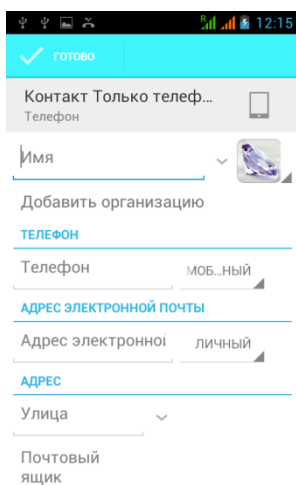 R 12:15
ГОТОВО
Контакт Только телеф...
Телефон
Имя
Добавить организацию
ТЕЛЕФОН
Телефон МОБ...НЫЙ
АДРЕС ЭЛЕКТРОННОЙ ПОЧТЫ
Адрес электронної ЛИЧНЫЙ
АДРЕС
Улица
Почтовый
ящик